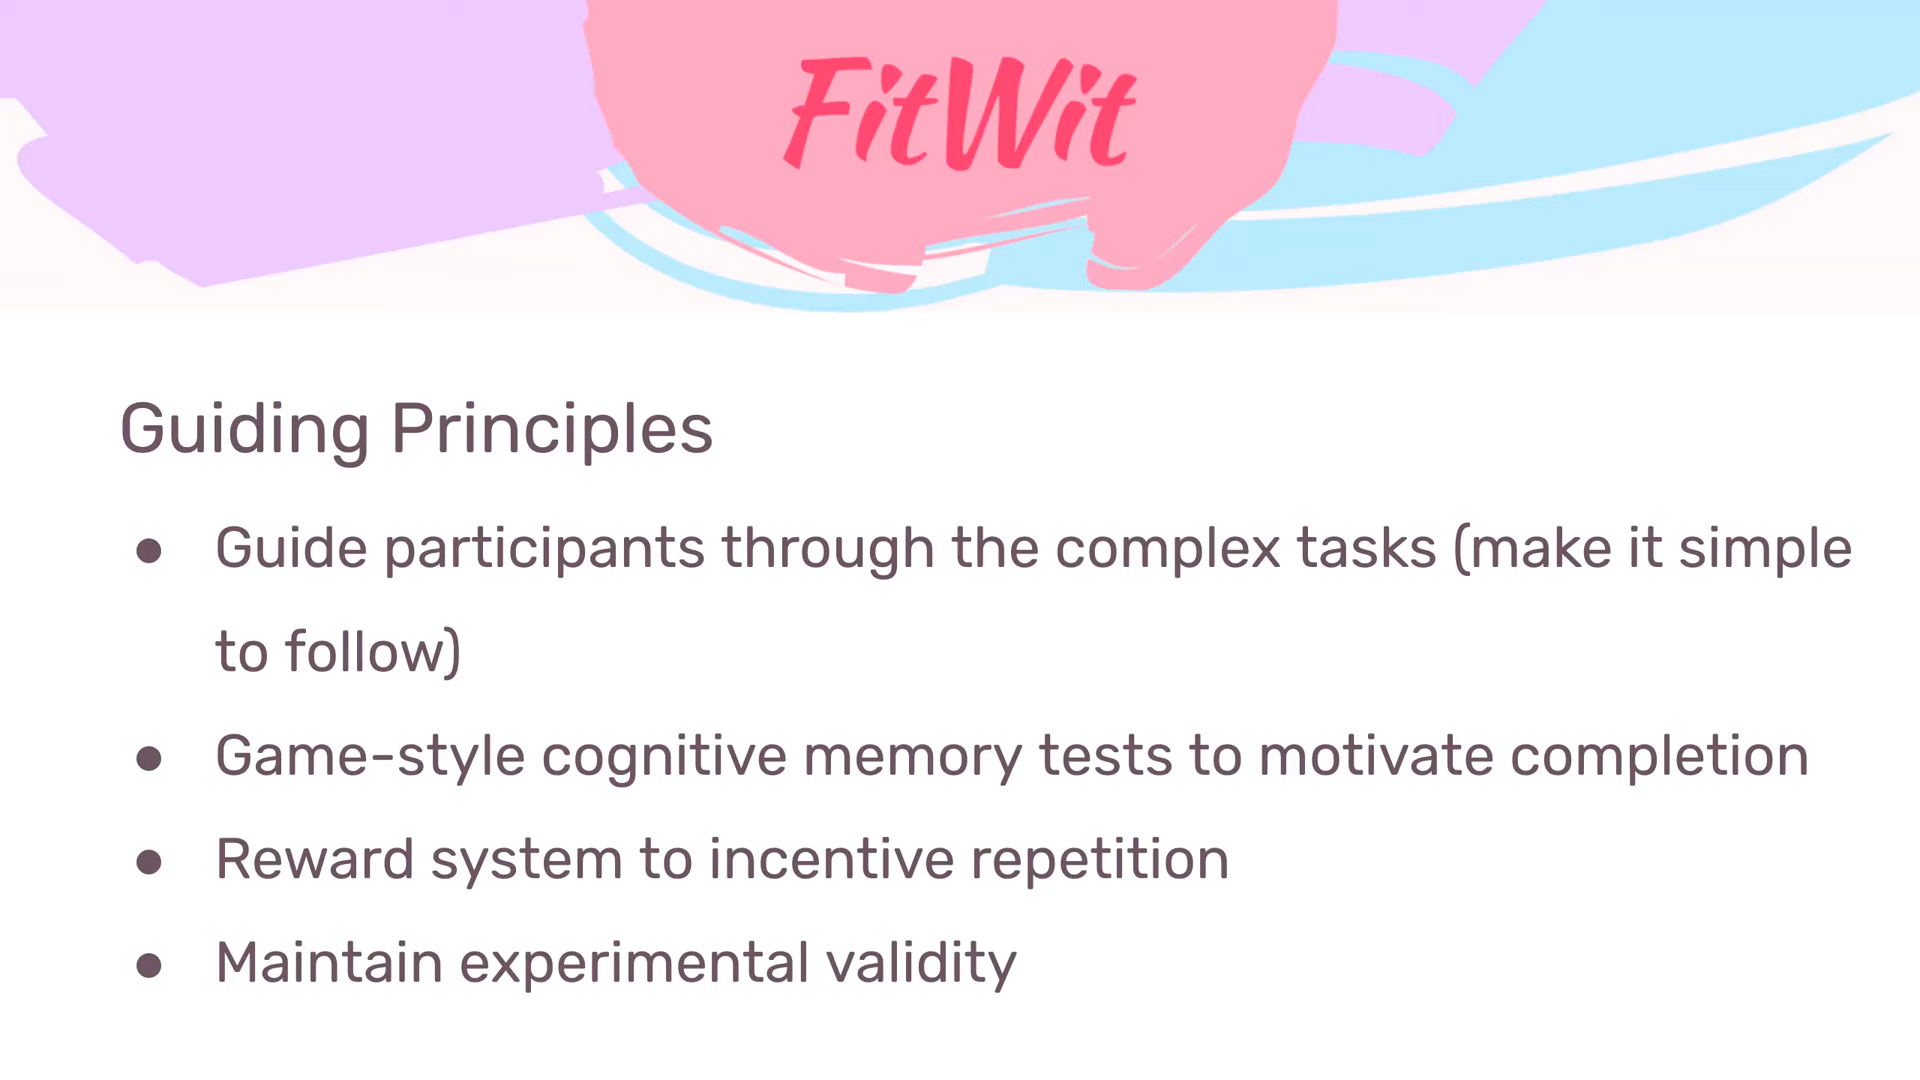 FitWit
Guiding Principles
● Guide participants through the complex tasks (make it simple
to follow)
● Game-style cognitive memory tests to motivate completion
● Reward system to incentive repetition
● Maintain experimental validity